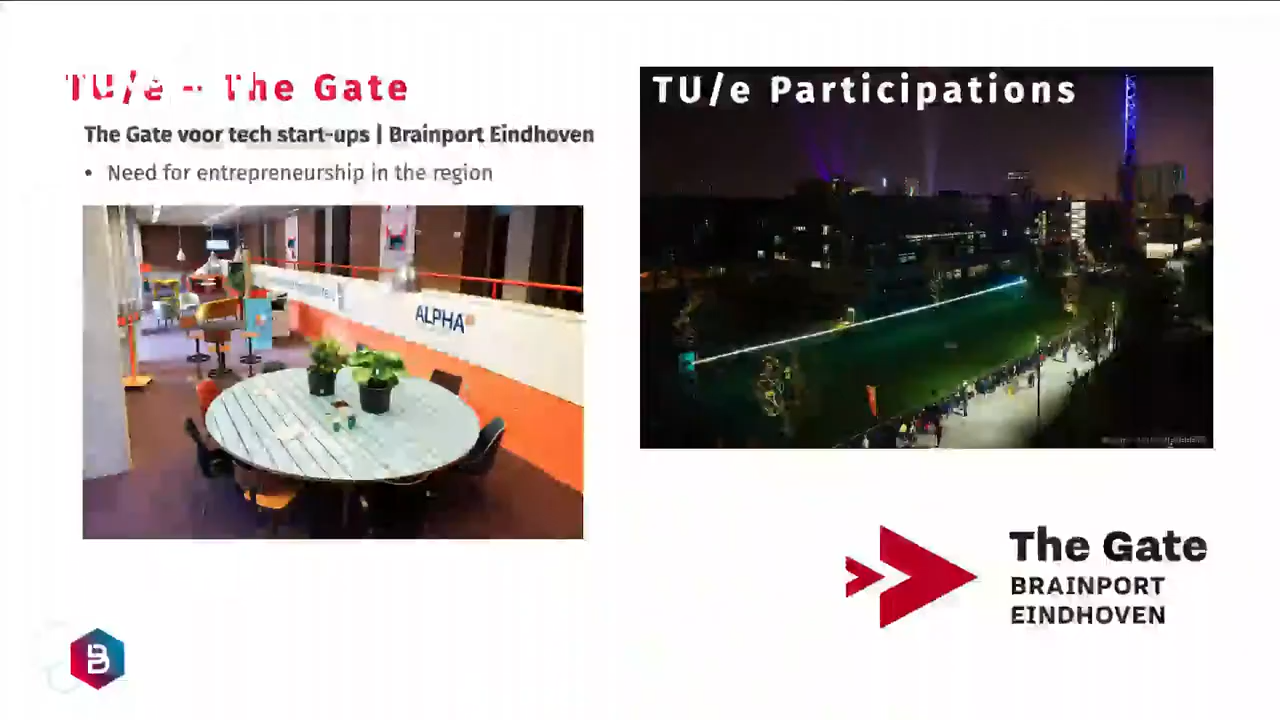 TU/e - The Gate
The Gate voor tech start-ups | Brainport Eindhoven
• Need for entrepreneurship in the region
ALPHA
TU/e Participations
The Gate
BRAINPORT
EINDHOVEN
B